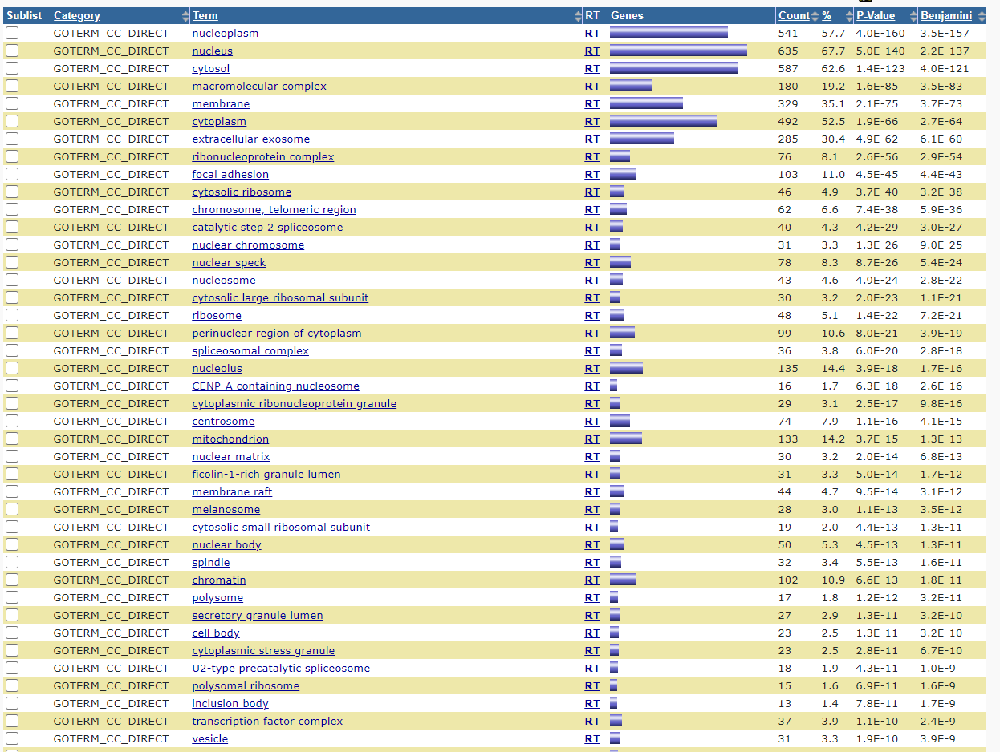 Sublist Category Term RT Genes Count % P-Value Benjamini
GOTERM_CC_DIRECT nucleoplasm RT 541 57.7 4.0E-160 3.5E-157
GOTERM_CC_DIRECT nucleus RT 635 67.7 5.0E-140 2.2E-137
GOTERM_CC_DIRECT cytosol RT 587 62.6 1.4E-123 4.0E-121
GOTERM_CC_DIRECT macromolecular complex RT 180 19.2 1.6E-85 3.5E-83
GOTERM_CC_DIRECT membrane RT 329 35.1 2.1E-75 3.7E-73
GOTERM_CC_DIRECT cytoplasm RT 492 52.5 1.9E-66 2.7E-64
GOTERM_CC_DIRECT extracellular exosome RT 285 30.4 4.9E-62 6.1E-60
GOTERM_CC_DIRECT ribonucleoprotein complex RT 76 8.1 2.6E-56 2.9E-54
GOTERM_CC_DIRECT focal adhesion RT 103 11.0 4.5E-45 4.4E-43
GOTERM_CC_DIRECT cytosolic ribosome RT 46 4.9 3.7E-40 3.2E-38
GOTERM_CC_DIRECT chromosome, telomeric region RT 62 6.6 7.4E-38 5.9E-36
GOTERM_CC_DIRECT catalytic step 2 spliceosome RT 40 4.3 4.2E-29 3.0E-27
GOTERM_CC_DIRECT nuclear chromosome RT 31 3.3 1.3E-26 9.0E-25
GOTERM_CC_DIRECT nuclear speck RT 78 8.3 8.7E-26 5.4E-24
GOTERM_CC_DIRECT nucleosome RT 43 4.6 4.9E-24 2.8E-22
GOTERM_CC_DIRECT cytosolic large ribosomal subunit RT 30 3.2 2.0E-23 1.1E-21
GOTERM_CC_DIRECT ribosome RT 48 5.1 1.4E-22 7.2E-21
GOTERM_CC_DIRECT perinuclear region of cytoplasm RT 99 10.6 8.0E-21 3.9E-19
GOTERM_CC_DIRECT spliceosomal complex RT 36 3.8 6.0E-20 2.8E-18
GOTERM_CC_DIRECT nucleolus RT 135 14.4 3.9E-18 1.7E-16
GOTERM_CC_DIRECT CENP-A containing nucleosome RT 16 1.7 6.3E-18 2.6E-16
GOTERM_CC_DIRECT cytoplasmic ribonucleoprotein granule RT 29 3.1 2.5E-17 9.8E-16
GOTERM_CC_DIRECT centrosome RT 74 7.9 1.1E-16 4.1E-15
GOTERM_CC_DIRECT mitochondrion RT 133 14.2 3.7E-15 1.3E-13
GOTERM_CC_DIRECT nuclear matrix RT 30 3.2 2.0E-14 6.8E-13
GOTERM_CC_DIRECT ficolin-1-rich granule lumen RT 31 3.3 5.0E-14 1.7E-12
GOTERM_CC_DIRECT membrane raft RT 44 4.7 9.5E-14 3.1E-12
GOTERM_CC_DIRECT melanosome RT 28 3.0 1.1E-13 3.5E-12
GOTERM_CC_DIRECT cytosolic small ribosomal subunit RT 19 2.0 4.4E-13 1.3E-11
GOTERM_CC_DIRECT nuclear body RT 50 5.3 4.5E-13 1.3E-11
GOTERM_CC_DIRECT spindle RT 32 3.4 5.5E-13 1.6E-11
GOTERM_CC_DIRECT chromatin RT 102 10.9 6.6E-13 1.8E-11
GOTERM_CC_DIRECT polysome RT 17 1.8 1.2E-12 3.2E-11
GOTERM_CC_DIRECT secretory granule lumen RT 27 2.9 1.3E-11 3.2E-10
GOTERM_CC_DIRECT cell body RT 23 2.5 1.3E-11 3.2E-10
GOTERM_CC_DIRECT cytoplasmic stress granule RT 23 2.5 2.8E-11 6.7E-10
GOTERM_CC_DIRECT U2-type precatalytic spliceosome RT 18 1.9 4.3E-11 1.0E-9
GOTERM_CC_DIRECT polysomal ribosome RT 15 1.6 6.9E-11 1.6E-9
GOTERM_CC_DIRECT inclusion body RT 13 1.4 7.8E-11 1.7E-9
GOTERM_CC_DIRECT transcription factor complex RT 37 3.9 1.1E-10 2.4E-9
GOTERM_CC_DIRECT vesicle RT 31 3.3 1.9E-10 3.9E-9